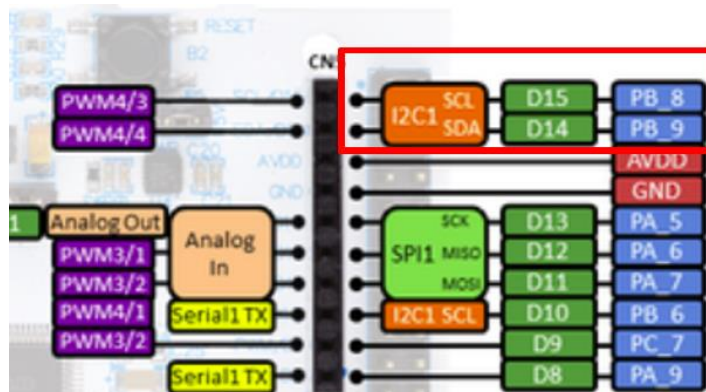 RESET
B2
CN5
PWM4/3 I2C1 SCL D15 PB_8
PWM4/4 SDA D14 PB_9
AVDD AVDD
GND GND
1 Analog Out Analog In SPI1 SCK D13 PA_5
PWM3/1 MISO D12 PA_6
PWM3/2 MOSI D11 PA_7
PWM4/1 Serial1 TX I2C1 SCL D10 PB_6
PWM3/2 D9 PC_7
Serial1 TX D8 PA_9